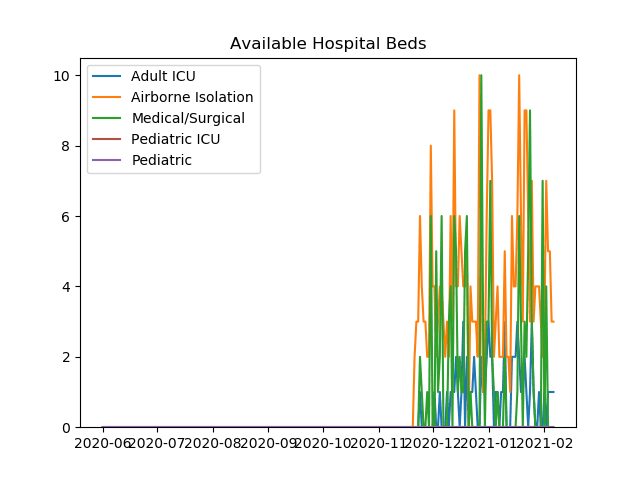 Available Hospital Beds
Adult ICU
Airborne Isolation
Medical/Surgical
Pediatric ICU
Pediatric
10
8
6
4
2
0
2020-06 2020-07 2020-08 2020-09 2020-10 2020-11 2020-12 2021-01 2021-02